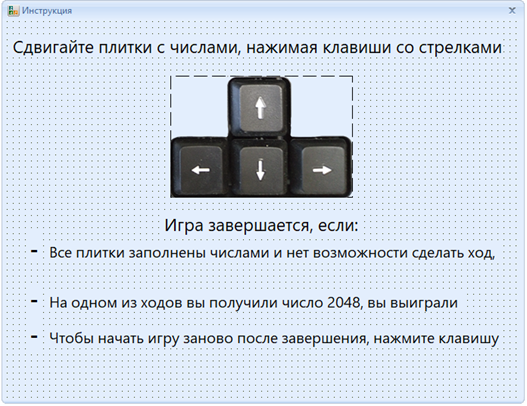 Инструкция
Сдвигайте плитки с числами, нажимая клавиши со стрелками
Игра завершается, если:
- Все плитки заполнены числами и нет возможности сделать ход,
- На одном из ходов вы получили число 2048, вы выиграли
- Чтобы начать игру заново после завершения, нажмите клавишу